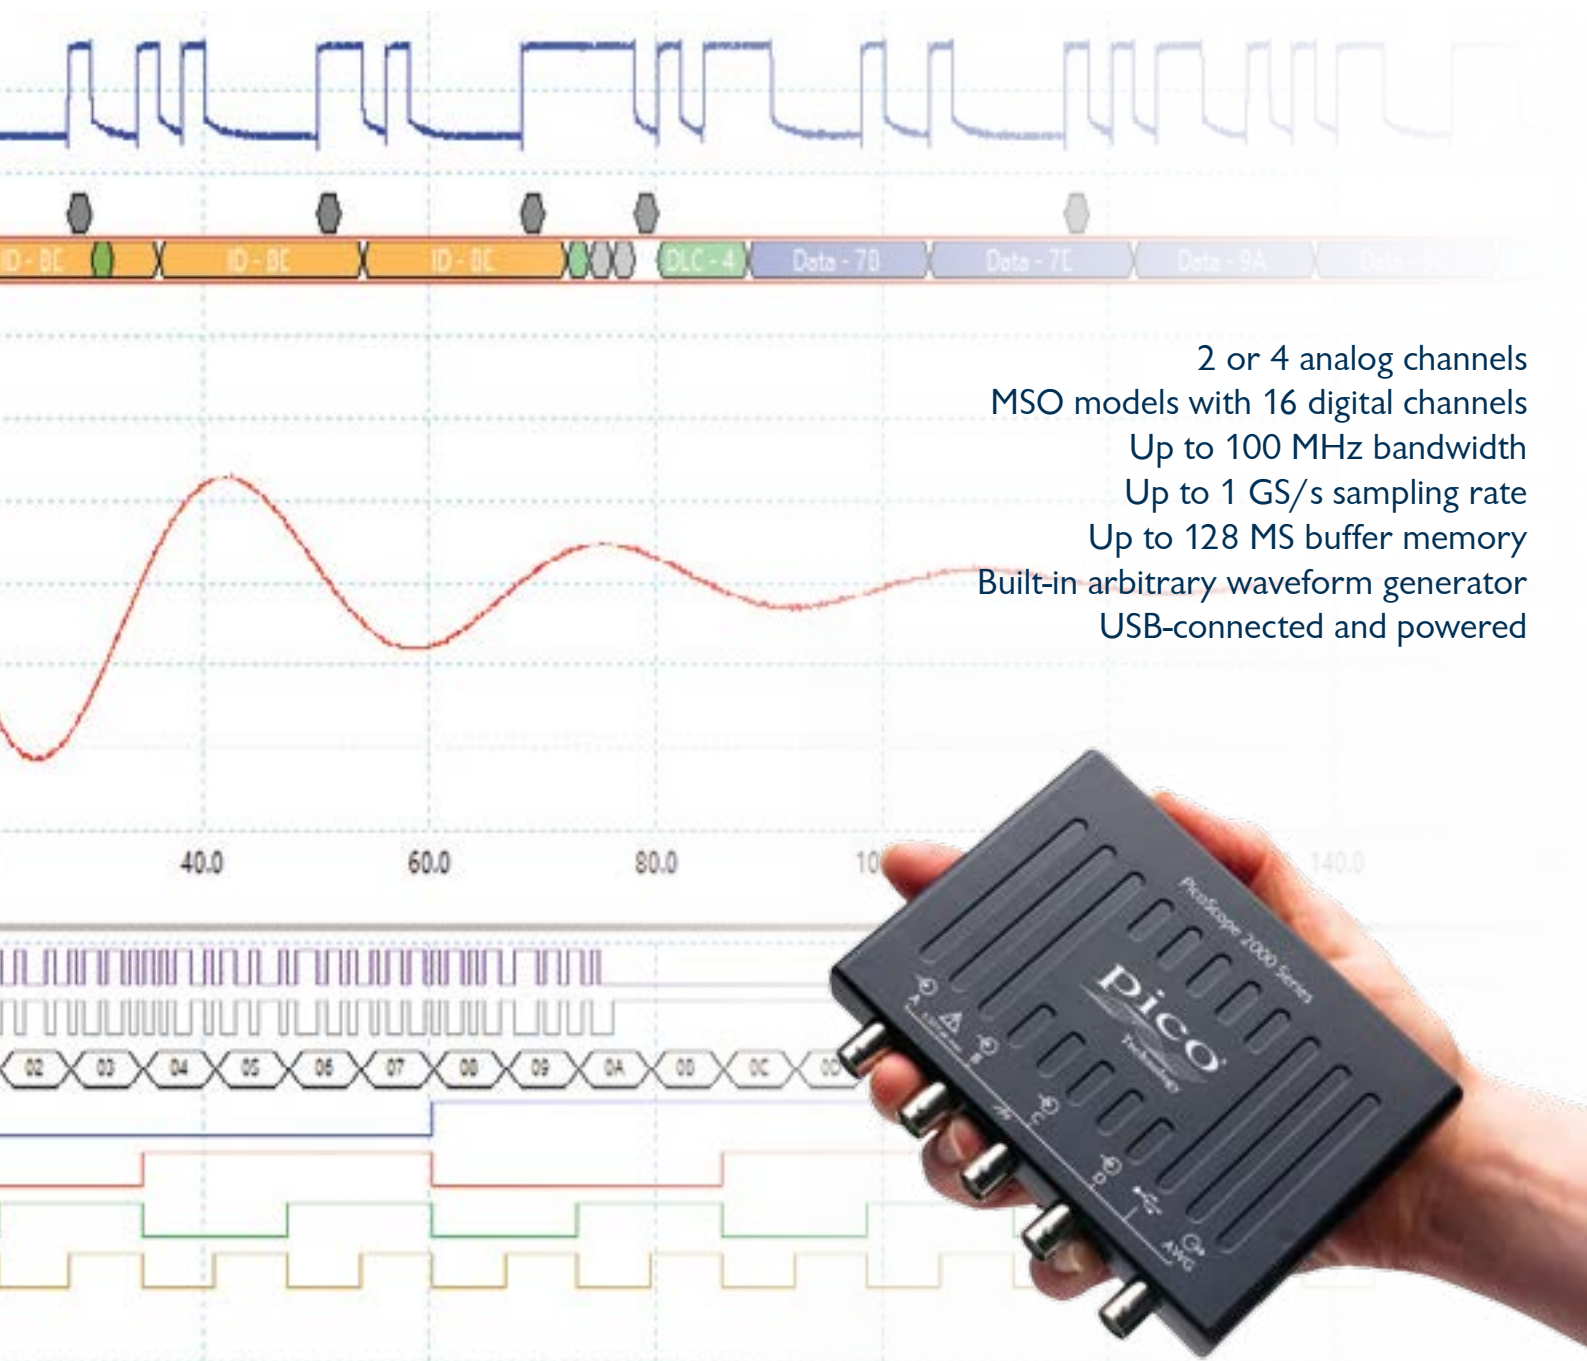 ID - BE ID - BE ID - BE DLC - 4 Data - 7B Data - 7E Data - 9A
2 or 4 analog channels
MSO models with 16 digital channels
Up to 100 MHz bandwidth
Up to 1 GS/s sampling rate
Up to 128 MS buffer memory
Built-in arbitrary waveform generator
USB-connected and powered
40.0 60.0 80.0 140.0
PicoScope 2000 Series
pico
Technology
A
B
C
D
AWG
02 03 04 05 06 07 08 09 0A 0B 0C